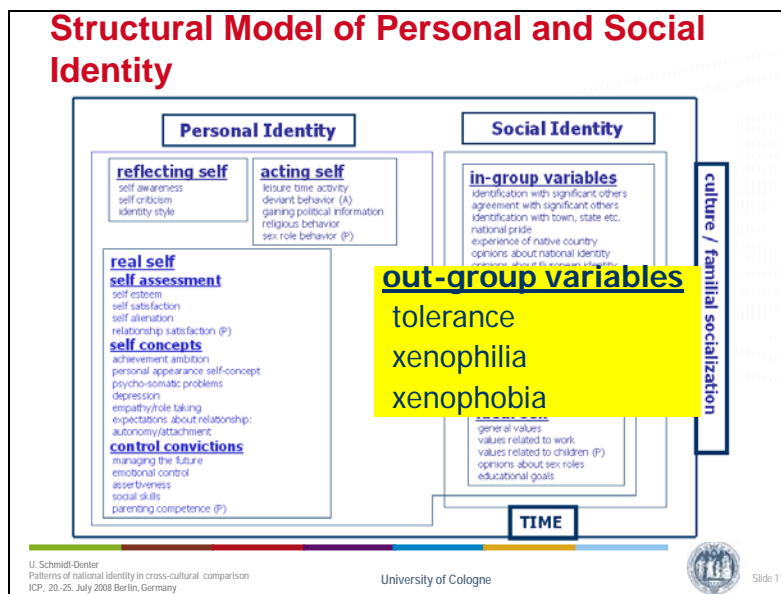 Structural Model of Personal and Social
Identity
Personal Identity
Social Identity
reflecting self
self awareness
self criticism
identity style
acting self
leisure time activity
deviant behavior (A)
gaining political information
religious behavior
sex role behavior (P)
real self
self assessment
self esteem
self satisfaction
self alienation
relationship satisfaction (P)
self concepts
achievement ambition
personal appearance self-concept
psycho-somatic problems
depression
empathy/role taking
expectations about relationship:
autonomy/attachment
control convictions
managing the future
emotional control
assertiveness
social skills
parenting competence (P)
in-group variables
identification with significant others
agreement with significant others
identification with town, state etc.
national pride
experience of native country
opinions about national identity
opinions about European identity
out-group variables
tolerance
xenophilia
xenophobia
general values
values related to work
values related to children (P)
opinions about sex roles
educational goals
culture / familial socialization
TIME
U. Schmidt-Denter
Patterns of national identity in cross-cultural comparison
ICP, 20.-25. July 2008 Berlin, Germany
University of Cologne